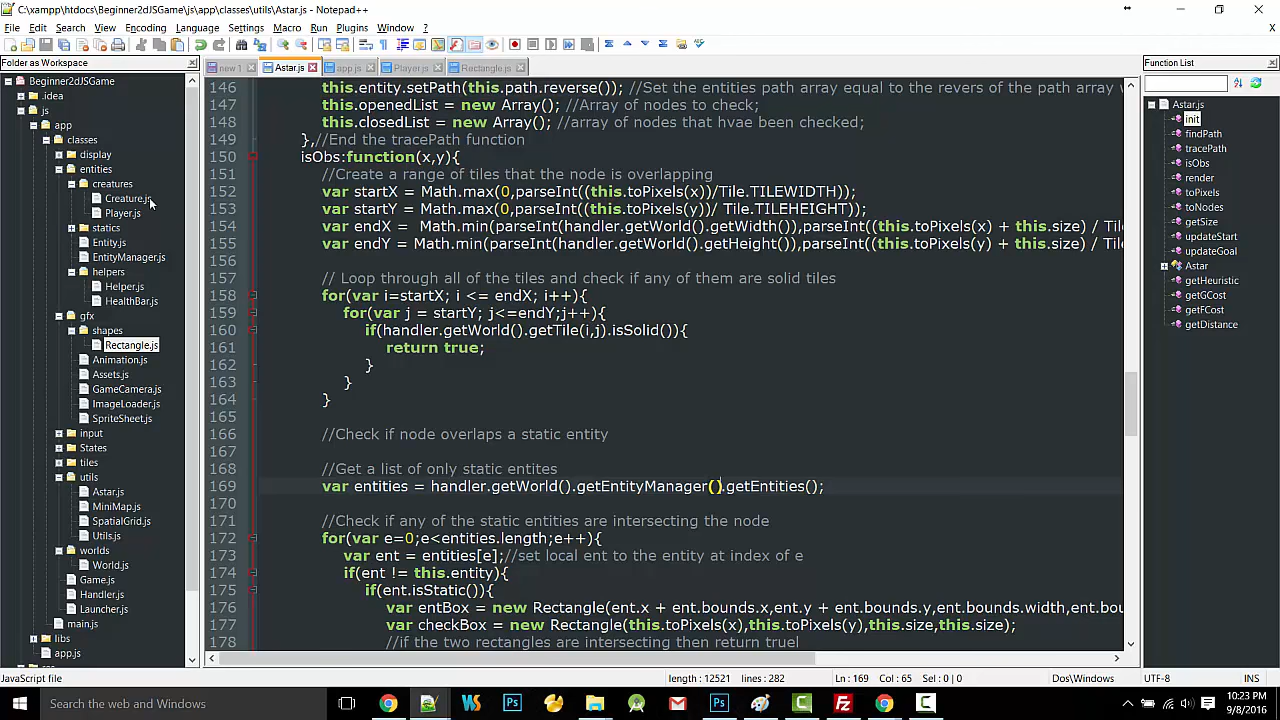 C:\xampp\htdocs\Beginner2dJSGame\js\app\classes\utils\Astar.js - Notepad++
File Edit Search View Encoding Language Settings Macro Run Plugins Window ? X
Folder as Workspace
new 1 Astar.js app.js Player.js Rectangle.js
Function List
Beginner2dJSGame
idea
js
app
classes
display
entities
creatures
Creature.js
Player.js
statics
Entity.js
EntityManager.js
helpers
Helper.js
HealthBar.js
gfx
shapes
Rectangle.js
Animation.js
Assets.js
GameCamera.js
ImageLoader.js
SpriteSheet.js
input
States
tiles
utils
Astar.js
MiniMap.js
SpatialGrid.js
Utils.js
worlds
World.js
Game.js
Handler.js
Launcher.js
main.js
libs
app.js
146 this.entity.setPath(this.path.reverse()); //Set the entities path array equal to the revers of the path array
147 this.openedList = new Array(); //Array of nodes to check;
148 this.closedList = new Array(); //array of nodes that hvae been checked;
149 },//End the tracePath function
150 isObs:function(x,y){
151 //Create a range of tiles that the node is overlapping
152 var startX = Math.max(0,parseInt((this.toPixels(x))/Tile.TILEWIDTH));
153 var startY = Math.max(0,parseInt((this.toPixels(y))/ Tile.TILEHEIGHT));
154 var endX = Math.min(parseInt(handler.getWorld().getWidth()),parseInt((this.toPixels(x) + this.size) / Tile
155 var endY = Math.min(parseInt(handler.getWorld().getHeight()),parseInt((this.toPixels(y) + this.size) / Tile
156
157 // Loop through all of the tiles and check if any of them are solid tiles
158 for(var i=startX; i <= endX; i++){
159 for(var j = startY; j<=endY;j++){
160 if(handler.getWorld().getTile(i,j).isSolid()){
161 return true;
162 }
163 }
164 }
165
166 //Check if node overlaps a static entity
167
168 //Get a list of only static entites
169 var entities = handler.getWorld().getEntityManager().getEntities();
170
171 //Check if any of the static entities are intersecting the node
172 for(var e=0;e<entities.length;e++){
173 var ent = entities[e];//set local ent to the entity at index of e
174 if(ent != this.entity){
175 if(ent.isStatic()){
176 var entBox = new Rectangle(ent.x + ent.bounds.x,ent.y + ent.bounds.y,ent.bounds.width,ent.bou
177 var checkBox = new Rectangle(this.toPixels(x),this.toPixels(y),this.size,this.size);
178 //if the two rectangles are intersecting then return true!
Astar.js
init
findPath
tracePath
isObs
render
toPixels
toNodes
getSize
updateStart
updateGoal
Astar
getHeuristic
getGCost
getFCost
getDistance
JavaScript file length : 12521 lines : 282 Ln : 169 Col : 65 Sel : 0 | 0 Dos\Windows UTF-8 INS
Search the web and Windows
10:23 PM
9/8/2016